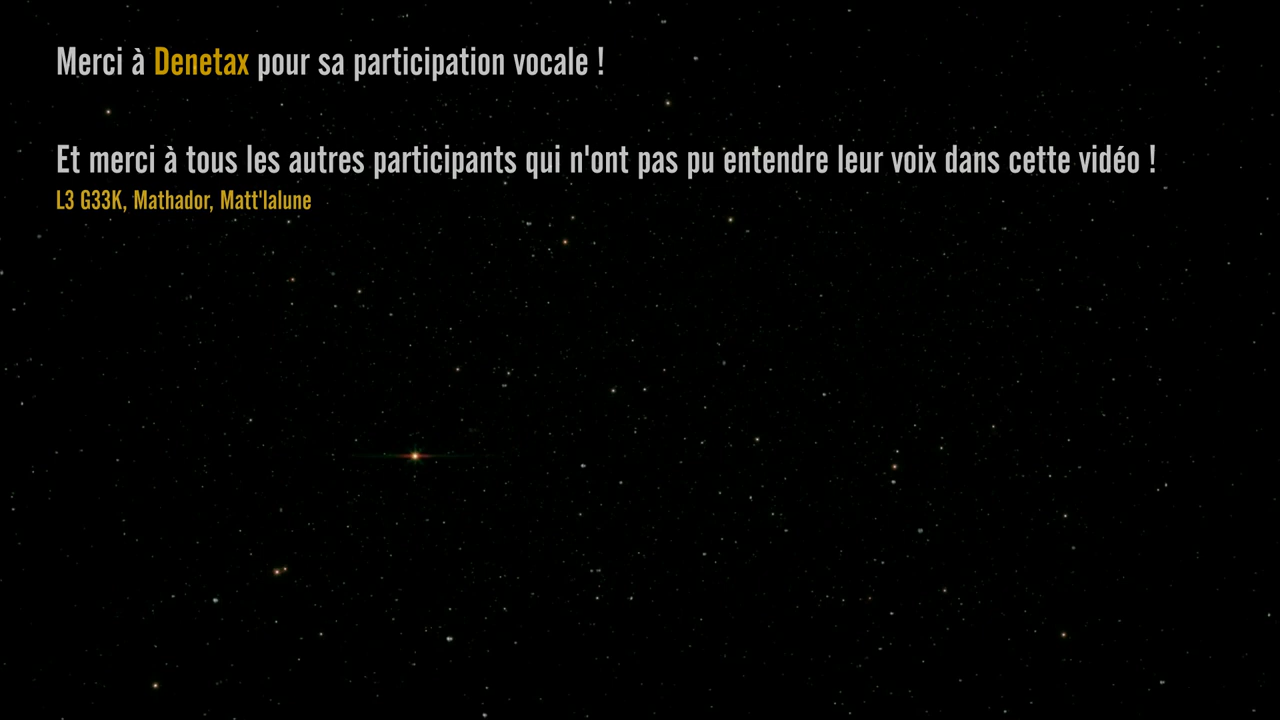 Merci à Denetax pour sa participation vocale !
Et merci à tous les autres participants qui n'ont pas pu entendre leur voix dans cette vidéo !
L3 G33K, Mathador, Matt'lalune